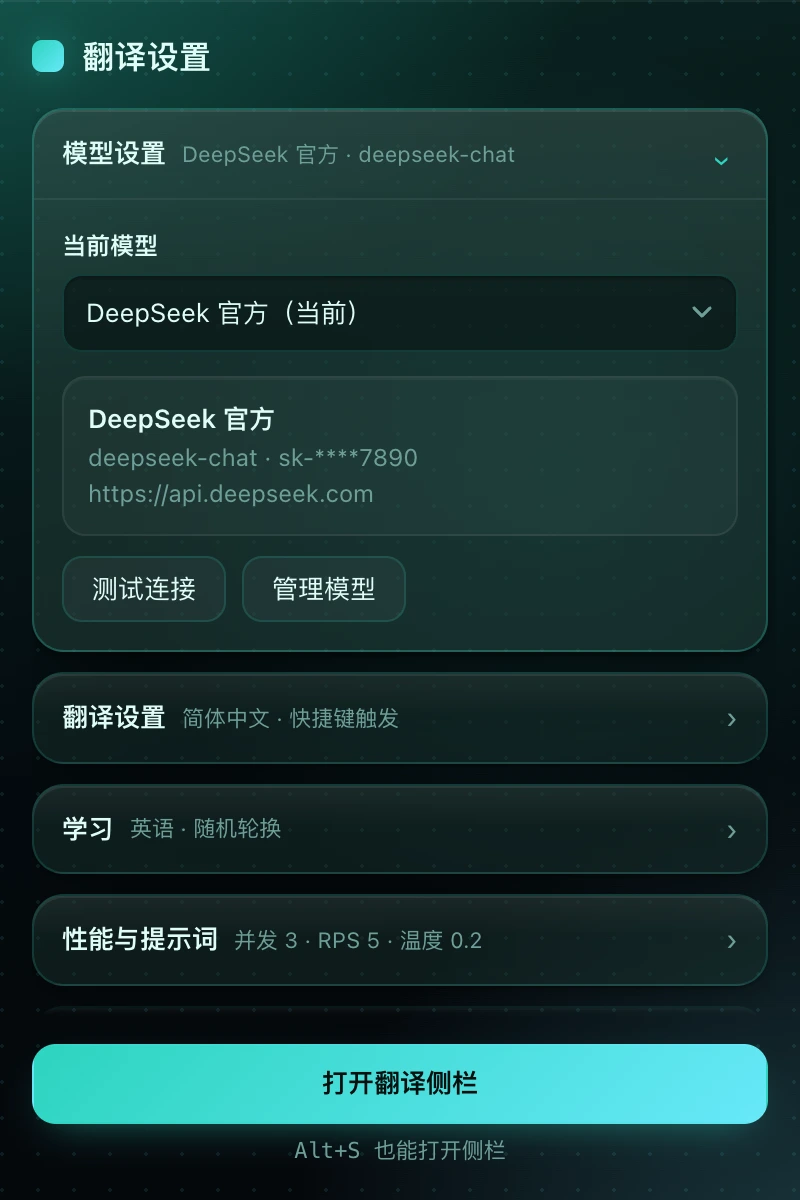 翻译设置
模型设置 DeepSeek 官方 · deepseek-chat
当前模型
DeepSeek 官方（当前）
DeepSeek 官方
deepseek-chat · sk-****7890
https://api.deepseek.com
测试连接 管理模型
翻译设置 简体中文 · 快捷键触发
学习 英语 · 随机轮换
性能与提示词 并发 3 · RPS 5 · 温度 0.2
打开翻译侧栏
Alt+S 也能打开侧栏